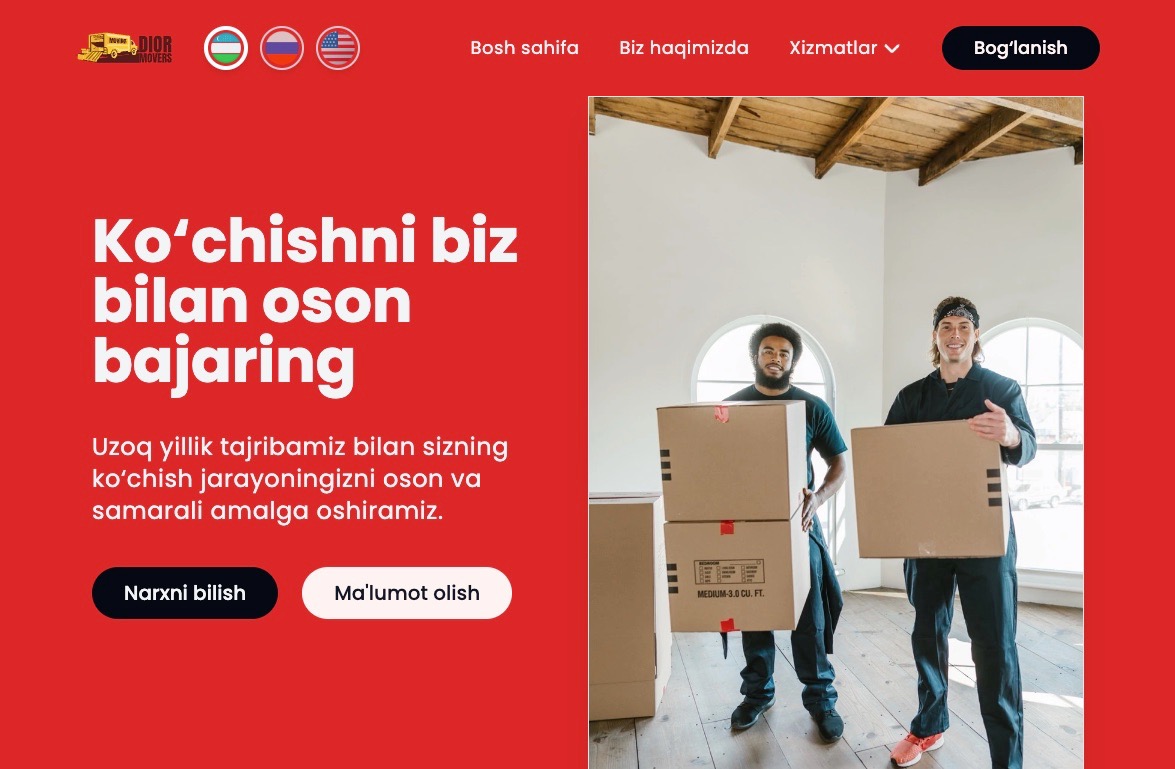 MOVING
DIOR
MOVERS
Bosh sahifa
Biz haqimizda
Xizmatlar
Bog‘lanish
Ko‘chishni biz
bilan oson
bajaring
Uzoq yillik tajribamiz bilan sizning
ko‘chish jarayoningizni oson va
samarali amalga oshiramiz.
Narxni bilish
Ma'lumot olish
BEDROOM
MEDIUM-3.0 CU. FT.